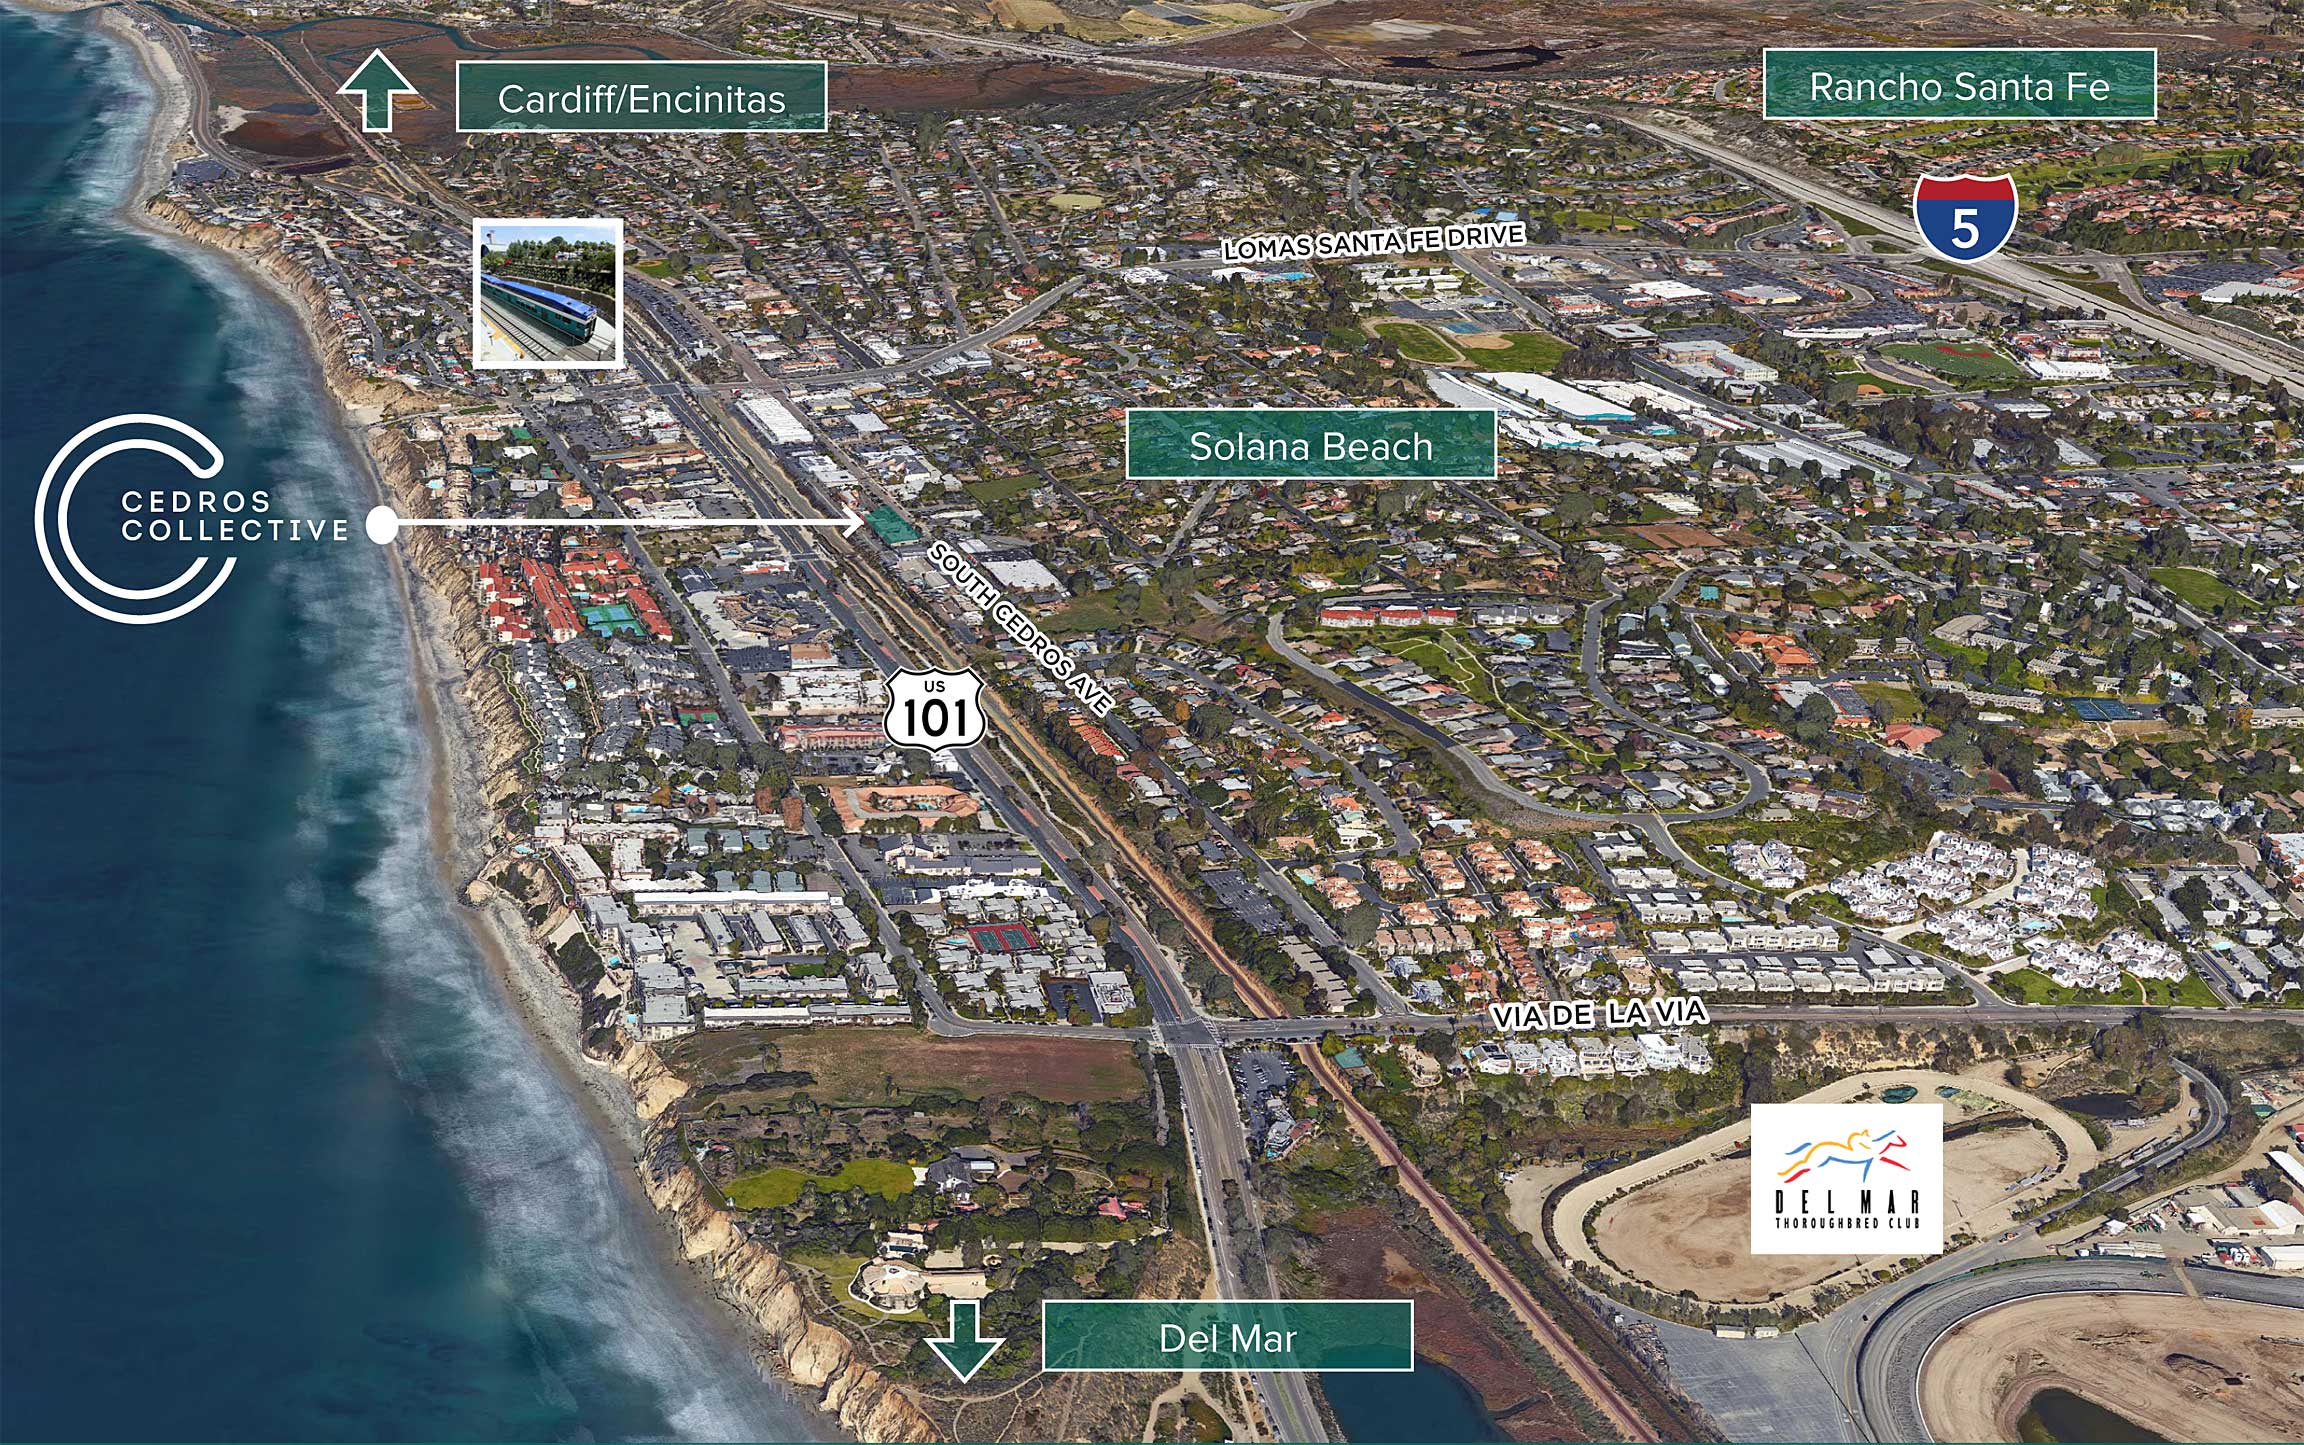 Cardiff/Encinitas
Rancho Santa Fe
5
LOMAS SANTA FE DRIVE
Solana Beach
CEDROS
COLLECTIVE
SOUTH CEDROS AVE
US
101
VIA DE LA VIA
DEL MAR
THOROUGHBRED CLUB
Del Mar